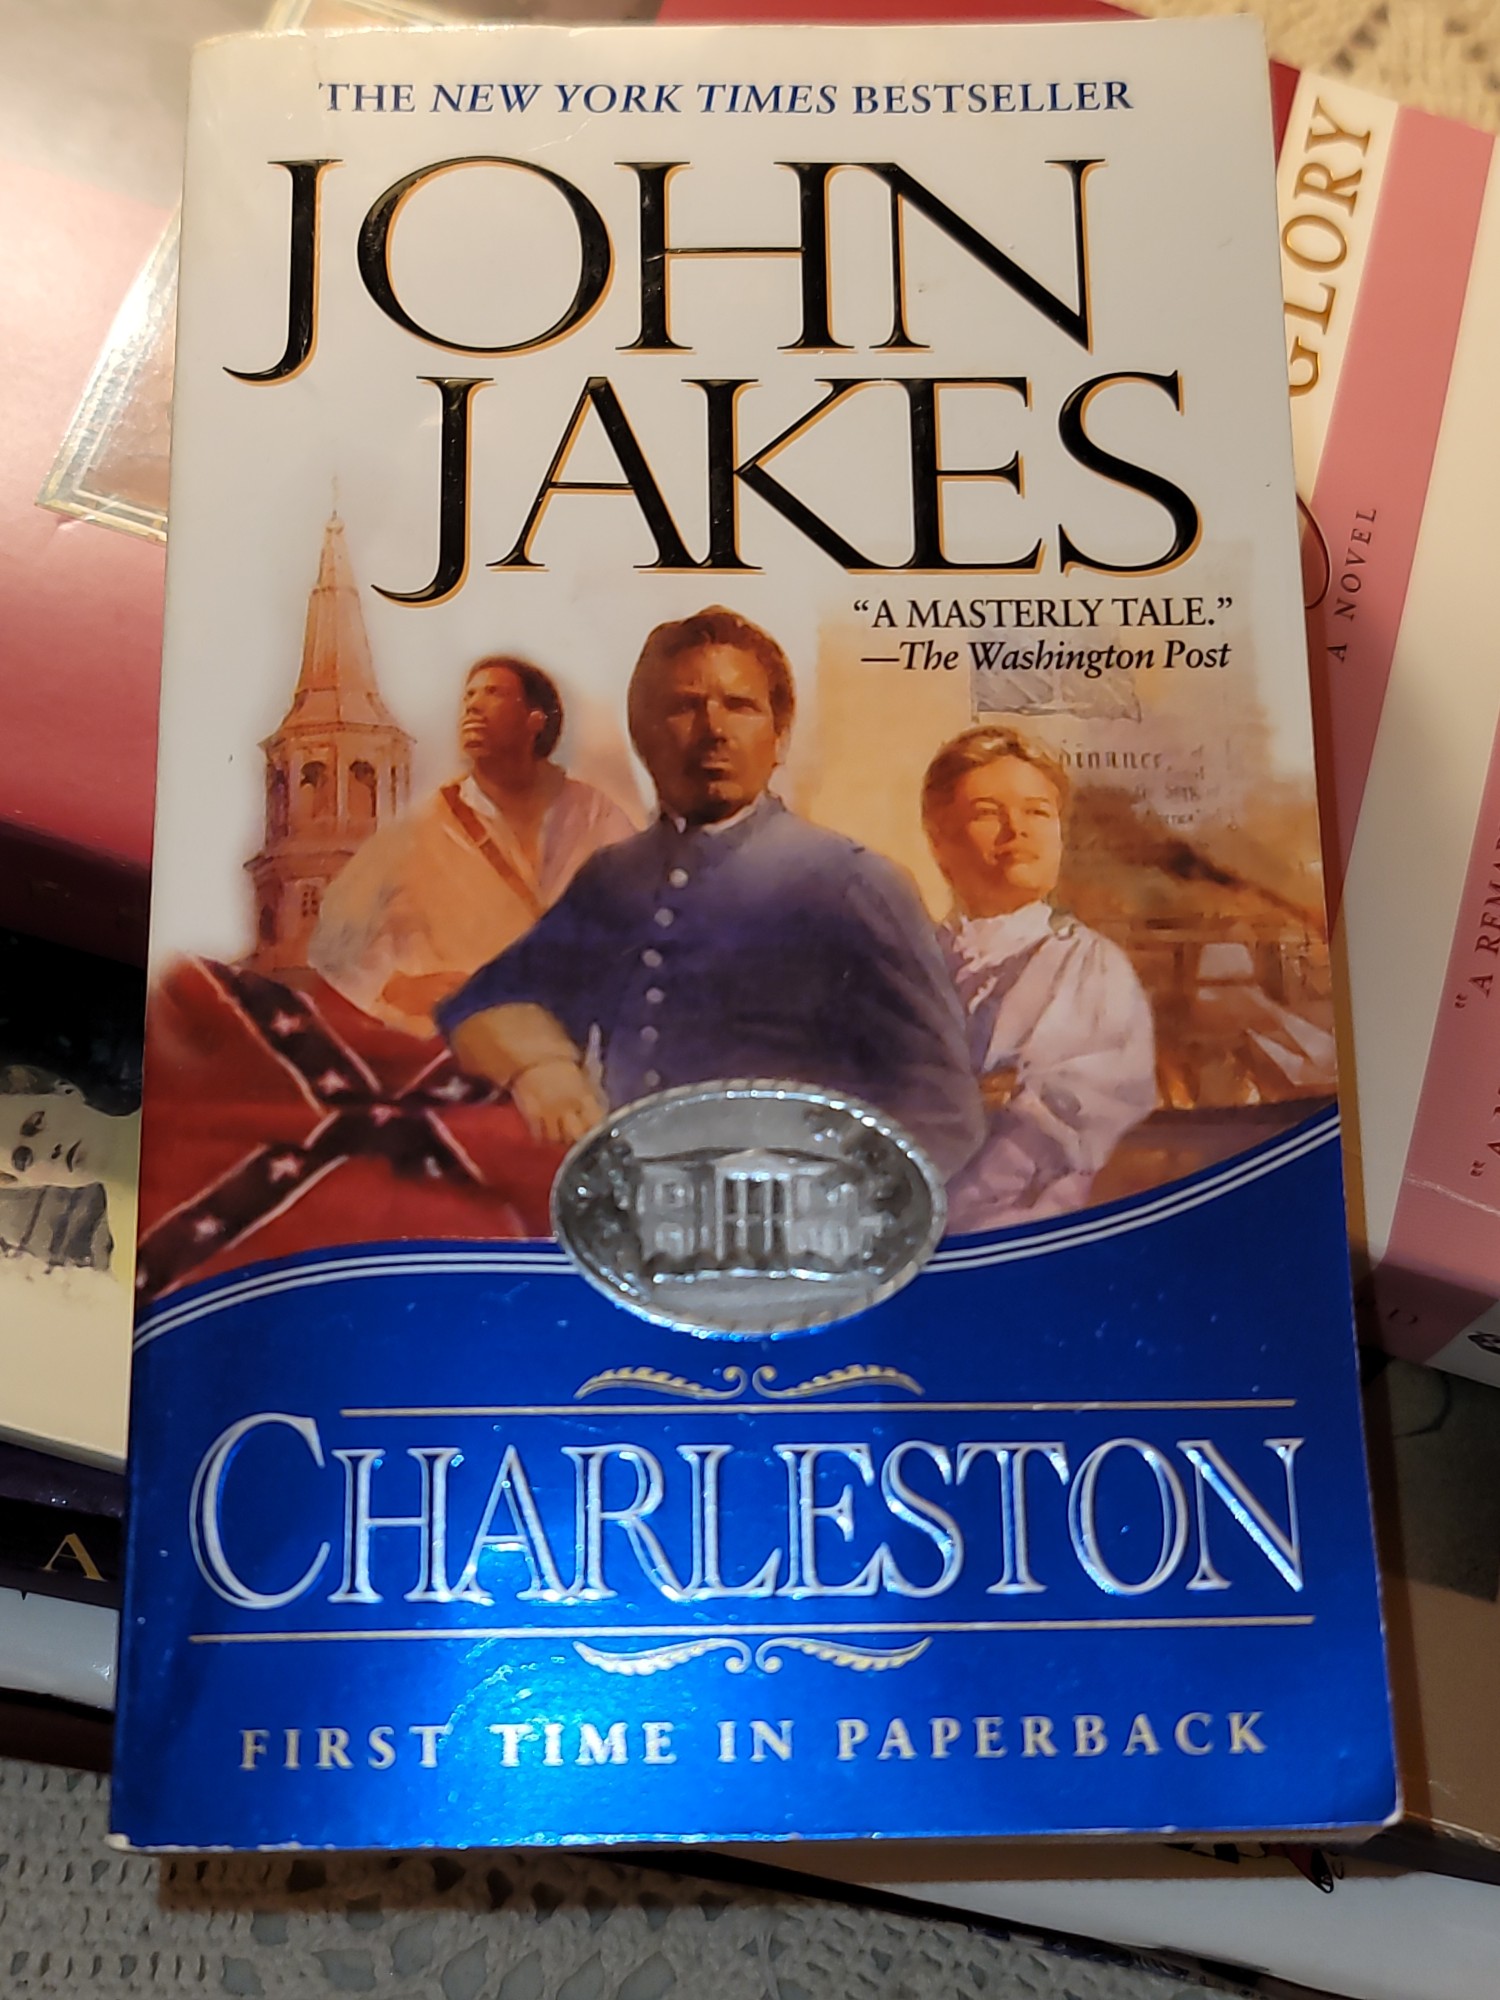 THE NEW YORK TIMES BESTSELLER
JOHN
JAKES
“A MASTERLY TALE.”
—The Washington Post
CHARLESTON
FIRST TIME IN PAPERBACK
GLORY
A NOVEL
A